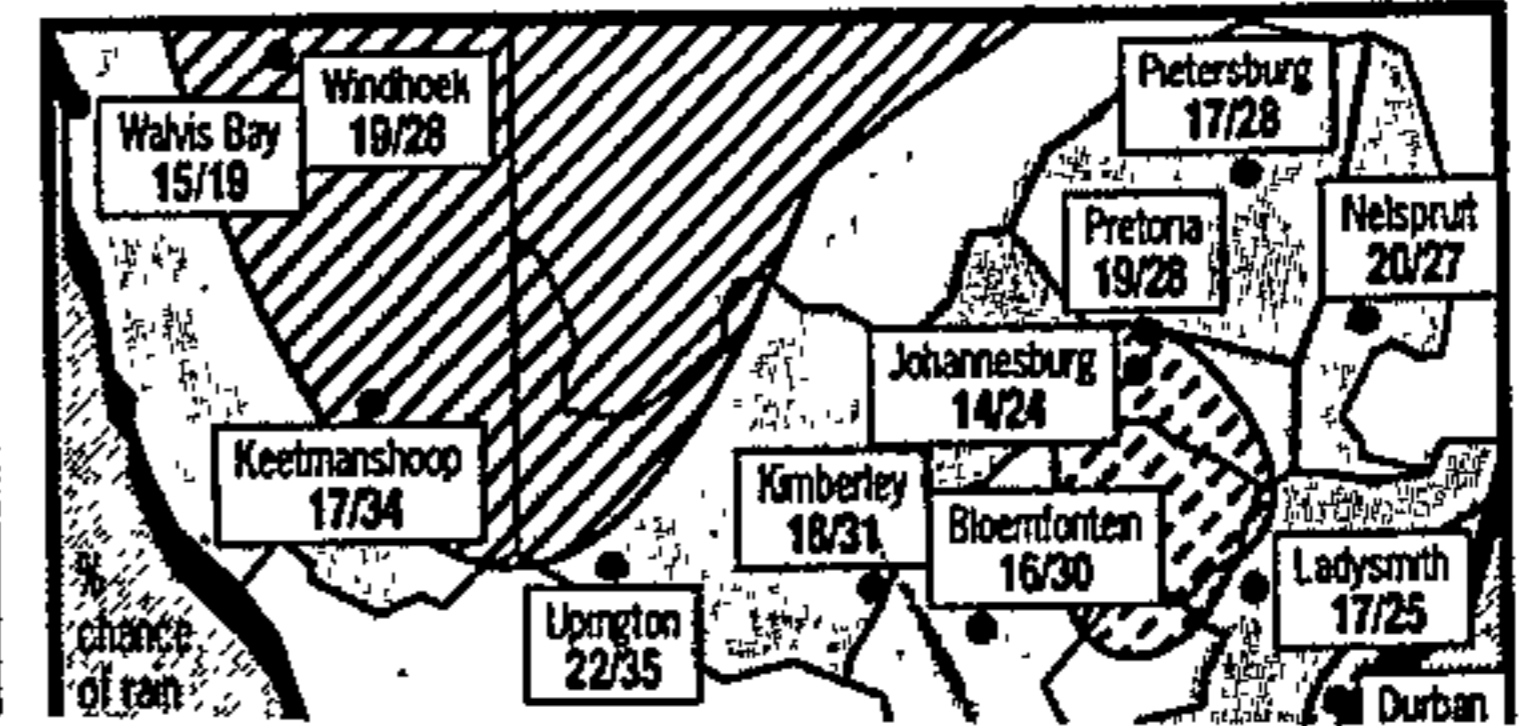 Windhoek
19/28
Walvis Bay
15/19
Pietersburg
17/28
Pretoria
19/28
Nelspruit
20/27
Johannesburg
14/24
Keetmanshoop
17/34
Kimberley
18/31
Bloemfontein
16/30
Ladysmith
17/25
Upington
22/35
%
chance
of rain
Durban